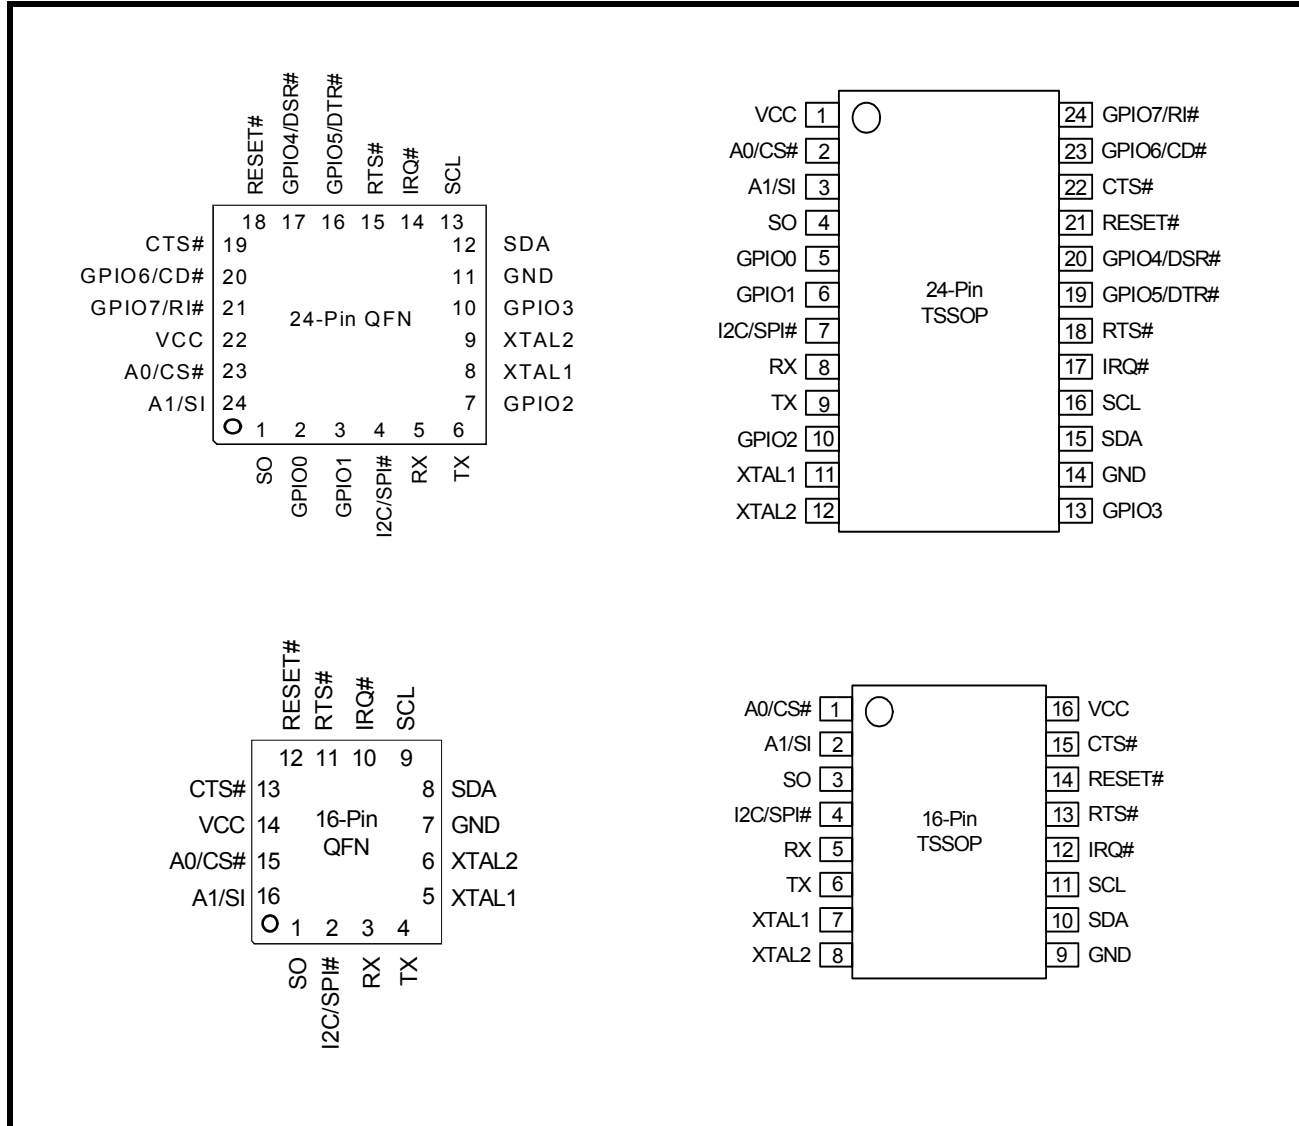 RESET#
GPIO4/DSR#
GPIO5/DTR#
RTS#
IRQ#
SCL
18 17 16 15 14 13
CTS# 19 12 SDA
GPIO6/CD# 20 11 GND
GPIO7/RI# 21 10 GPIO3
24-Pin QFN
VCC 22 9 XTAL2
A0/CS# 23 8 XTAL1
A1/SI 24 7 GPIO2
1 2 3 4 5 6
SO
GPIO0
GPIO1
I2C/SPI#
RX
TX
VCC 1 24 GPIO7/RI#
A0/CS# 2 23 GPIO6/CD#
A1/SI 3 22 CTS#
SO 4 21 RESET#
GPIO0 5 20 GPIO4/DSR#
GPIO1 6 19 GPIO5/DTR#
24-Pin
TSSOP
I2C/SPI# 7 18 RTS#
RX 8 17 IRQ#
TX 9 16 SCL
GPIO2 10 15 SDA
XTAL1 11 14 GND
XTAL2 12 13 GPIO3
RESET#
RTS#
IRQ#
SCL
12 11 10 9
CTS# 13 8 SDA
VCC 14 7 GND
16-Pin
QFN
A0/CS# 15 6 XTAL2
A1/SI 16 5 XTAL1
1 2 3 4
SO
I2C/SPI#
RX
TX
A0/CS# 1 16 VCC
A1/SI 2 15 CTS#
SO 3 14 RESET#
I2C/SPI# 4 13 RTS#
16-Pin
TSSOP
RX 5 12 IRQ#
TX 6 11 SCL
XTAL1 7 10 SDA
XTAL2 8 9 GND